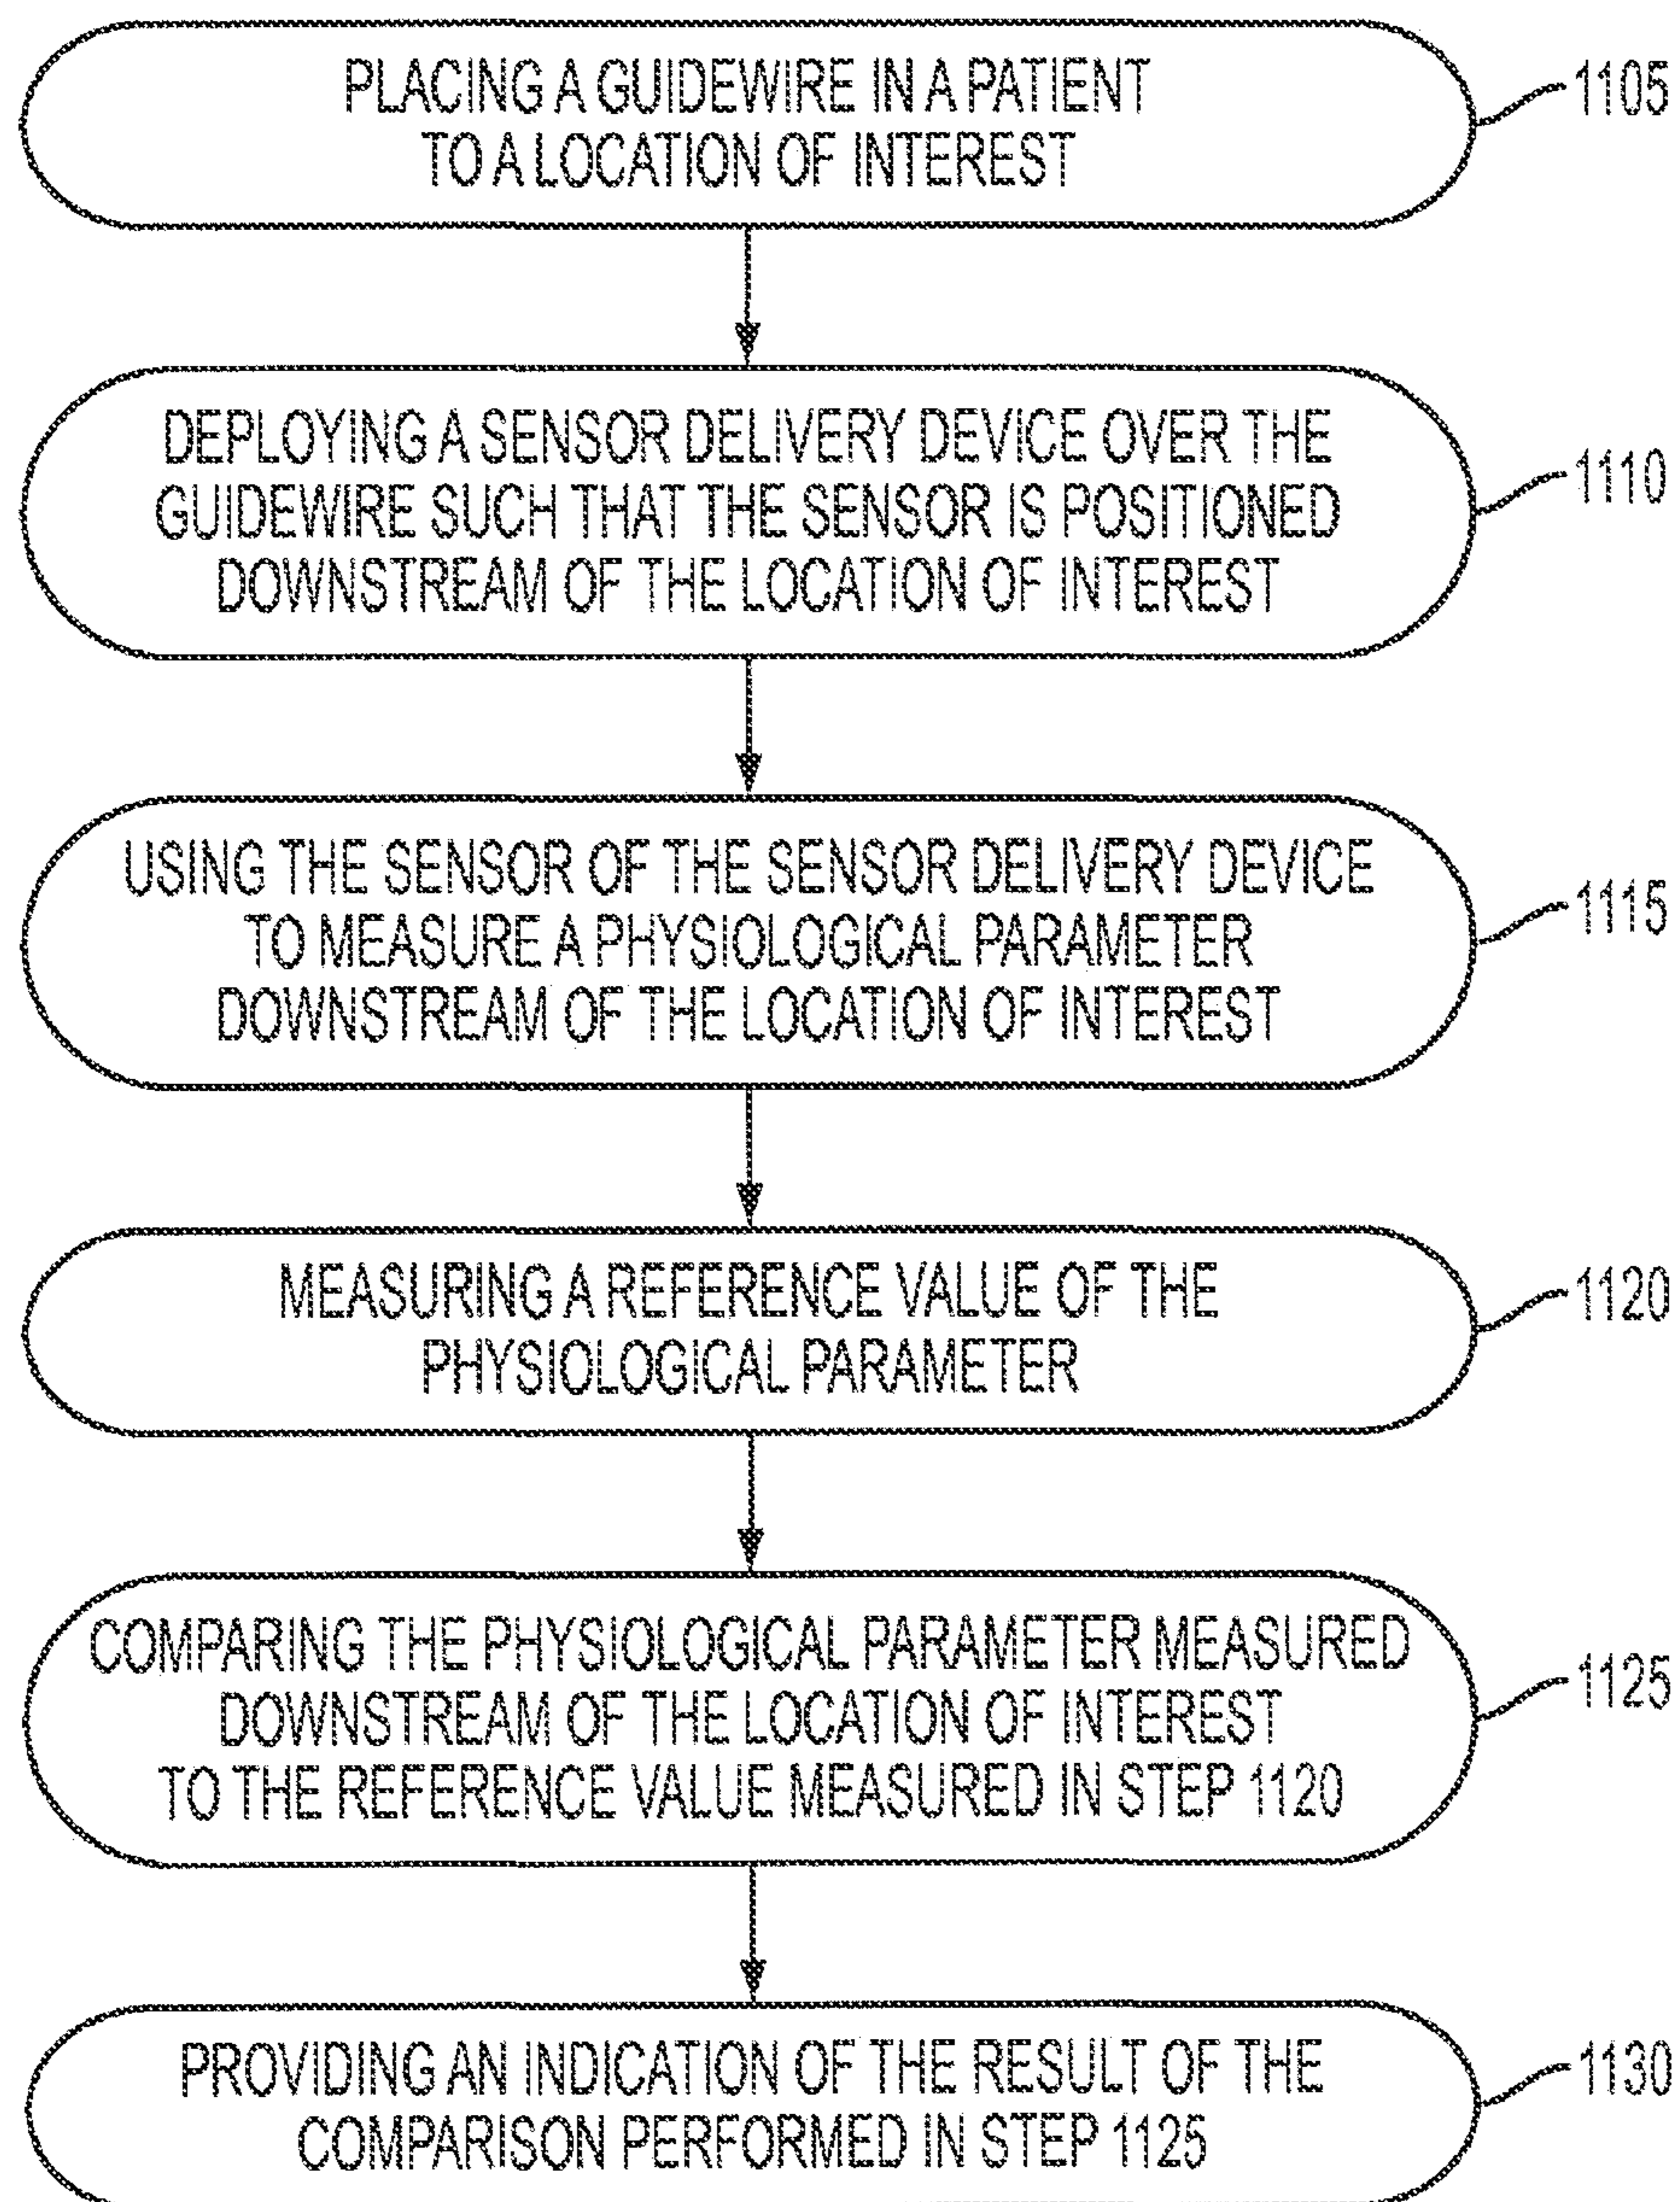 PLACING A GUIDEWIRE IN A PATIENT
TO A LOCATION OF INTEREST
1105
DEPLOYING A SENSOR DELIVERY DEVICE OVER THE
GUIDEWIRE SUCH THAT THE SENSOR IS POSITIONED
DOWNSTREAM OF THE LOCATION OF INTEREST
1110
USING THE SENSOR OF THE SENSOR DELIVERY DEVICE
TO MEASURE A PHYSIOLOGICAL PARAMETER
DOWNSTREAM OF THE LOCATION OF INTEREST
1115
MEASURING A REFERENCE VALUE OF THE
PHYSIOLOGICAL PARAMETER
1120
COMPARING THE PHYSIOLOGICAL PARAMETER MEASURED
DOWNSTREAM OF THE LOCATION OF INTEREST
TO THE REFERENCE VALUE MEASURED IN STEP 1120
1125
PROVIDING AN INDICATION OF THE RESULT OF THE
COMPARISON PERFORMED IN STEP 1125
1130